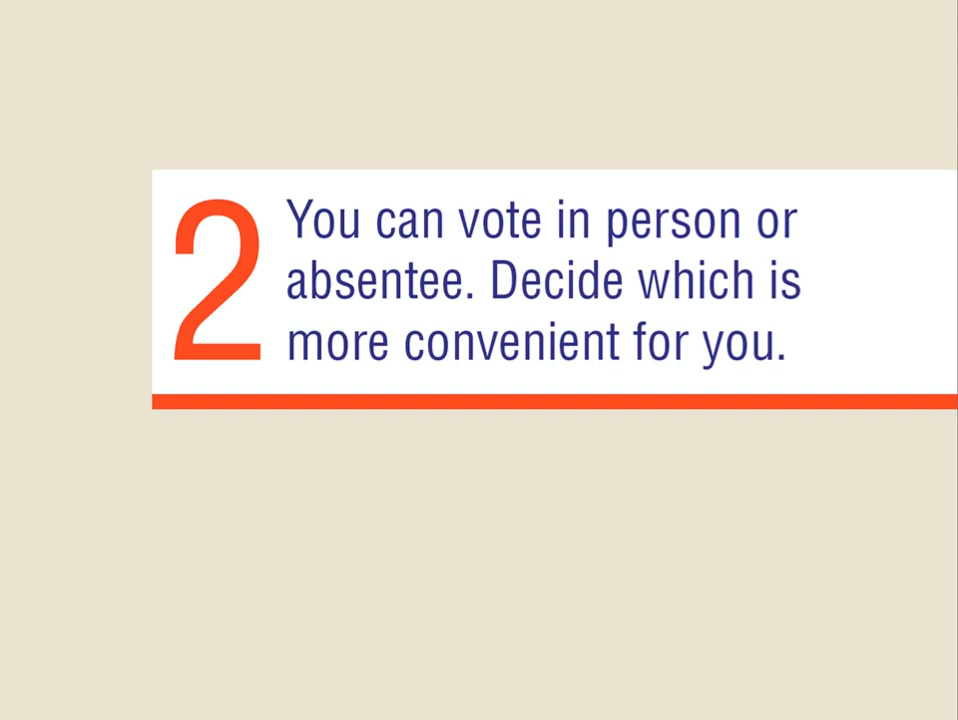 2
You can vote in person or
absentee. Decide which is
more convenient for you.